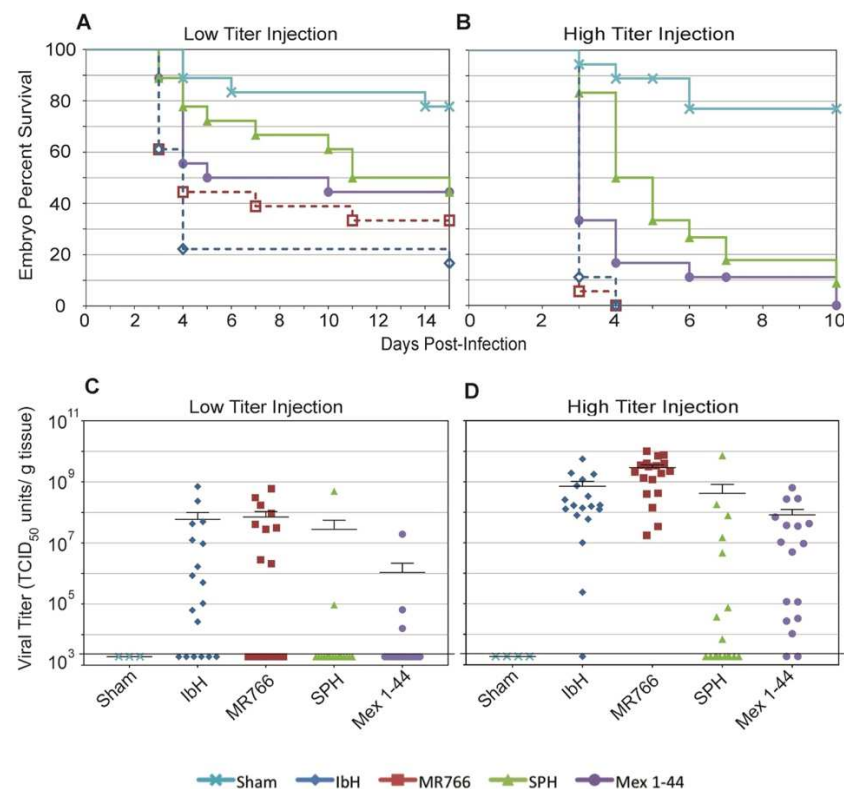 A
Low Titer Injection
B
High Titer Injection
Embryo Percent Survival
100
80
60
40
20
0
0 2 4 6 8 10 12 14
0 2 4 6 8 10
Days Post-Infection
C
Low Titer Injection
D
High Titer Injection
Viral Titer (TCID50 units/ g tissue)
10^11
10^9
10^7
10^5
10^3
Sham IbH MR766 SPH Mex 1-44
Sham IbH MR766 SPH Mex 1-44
Sham IbH MR766 SPH Mex 1-44